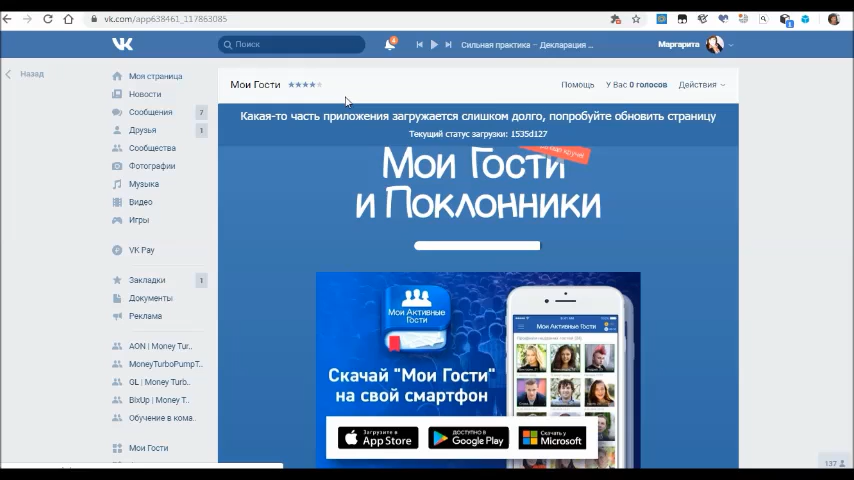 vk.com/app638461_117863085
Поиск
4
Сильная практика – Декларация ...
Маргарита
Назад
Моя страница
Новости
Сообщения 7
Друзья 1
Сообщества
Фотографии
Музыка
Видео
Игры
VK Pay
Закладки 1
Документы
Реклама
AON | Money Tur..
MoneyTurboPumpT..
GL | Money Turb..
BixUp | Money T..
Обучение в кома..
Мои Гости
Мои Гости
Помощь
У Вас 0 голосов
Действия
Какая-то часть приложения загружается слишком долго, попробуйте обновить страницу
Текущий статус загрузки: 1535d127
Мои Гости
и Поклонники
Мои Активные
Гости
Скачай "Мои Гости"
на свой смартфон
Загрузите в
App Store
ДОСТУПНО В
Google Play
Скачать у
Microsoft
Мои Активные Гости
137